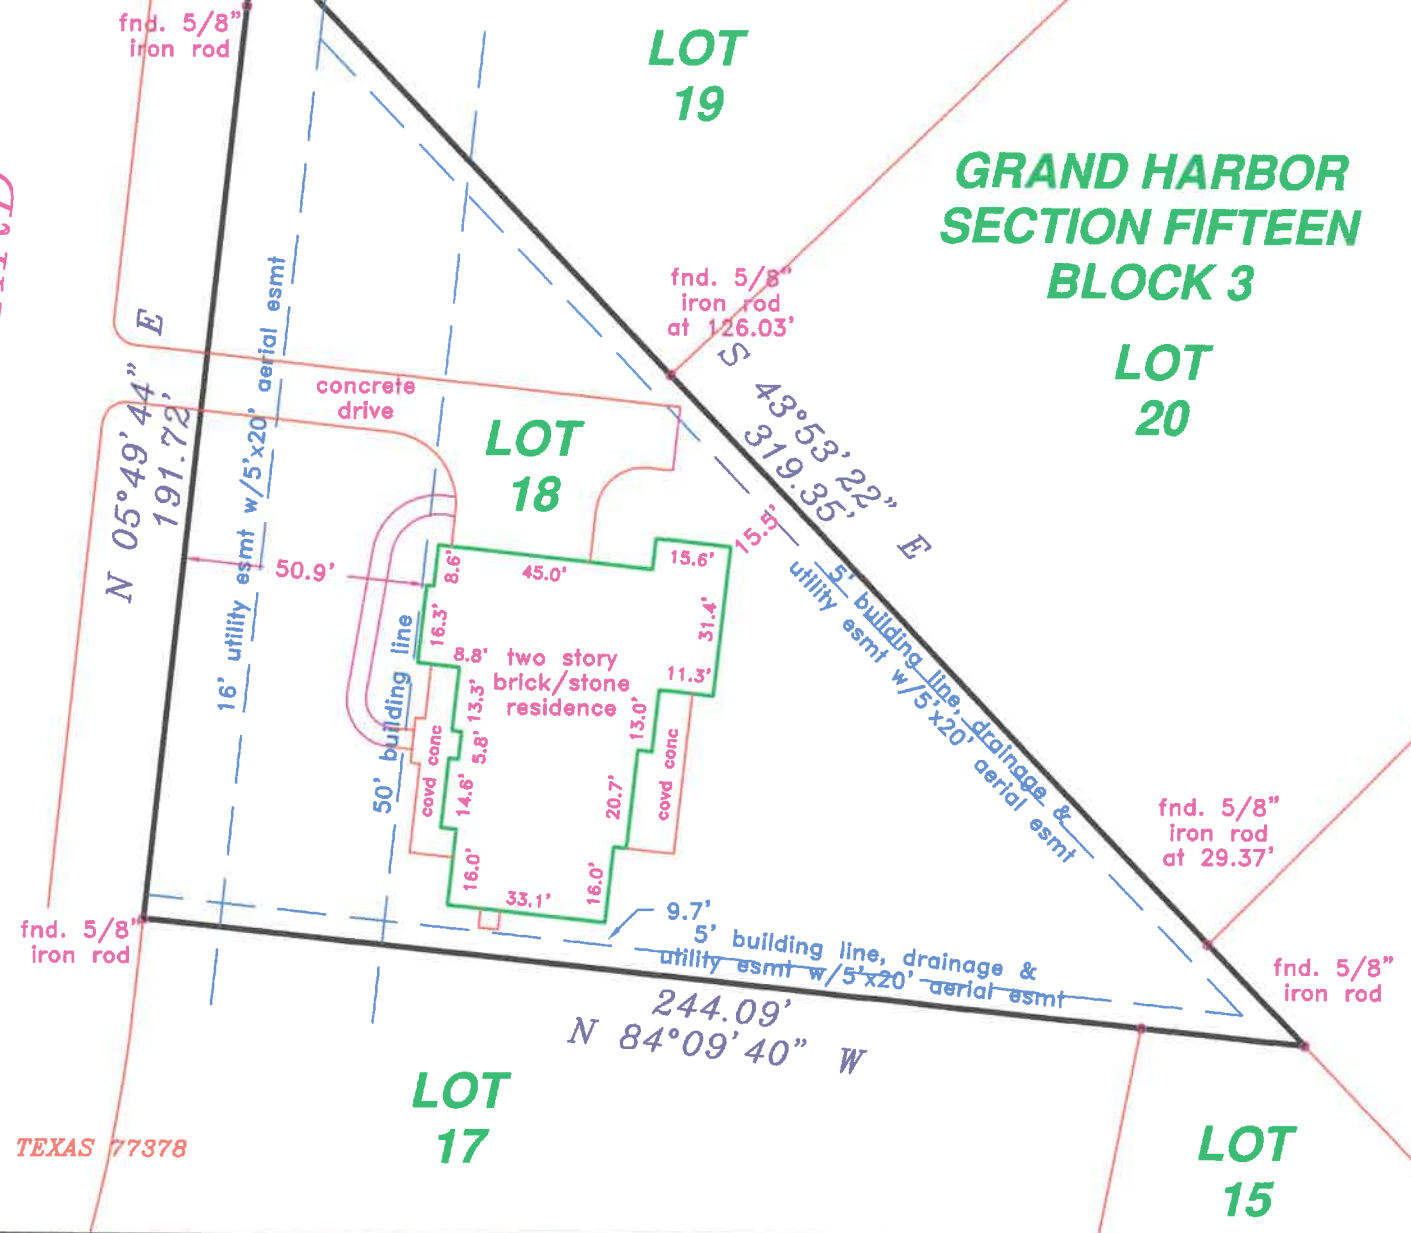 fnd. 5/8"
iron rod
LOT
19
GRAND HARBOR
SECTION FIFTEEN
BLOCK 3
fnd. 5/8"
iron rod
at 126.03'
LOT
20
S 43°53'22" E
319.35'
N 05°49'44" E
191.72'
16' utility esmt w/5'x20' aerial esmt
concrete
drive
LOT
18
50.9'
8.6'
45.0'
15.6'
15.5'
16.3'
31.4'
8.8'
two story
brick/stone
residence
11.3'
13.3'
13.0'
5.8'
covd conc
covd conc
14.6'
20.7'
16.0'
16.0'
33.1'
50' building line
5' building line, drainage &
utility esmt w/5'x20' aerial esmt
fnd. 5/8"
iron rod
at 29.37'
9.7'
5' building line, drainage &
utility esmt w/5'x20' aerial esmt
fnd. 5/8"
iron rod
fnd. 5/8"
iron rod
244.09'
N 84°09'40" W
LOT
17
TEXAS 77378
LOT
15